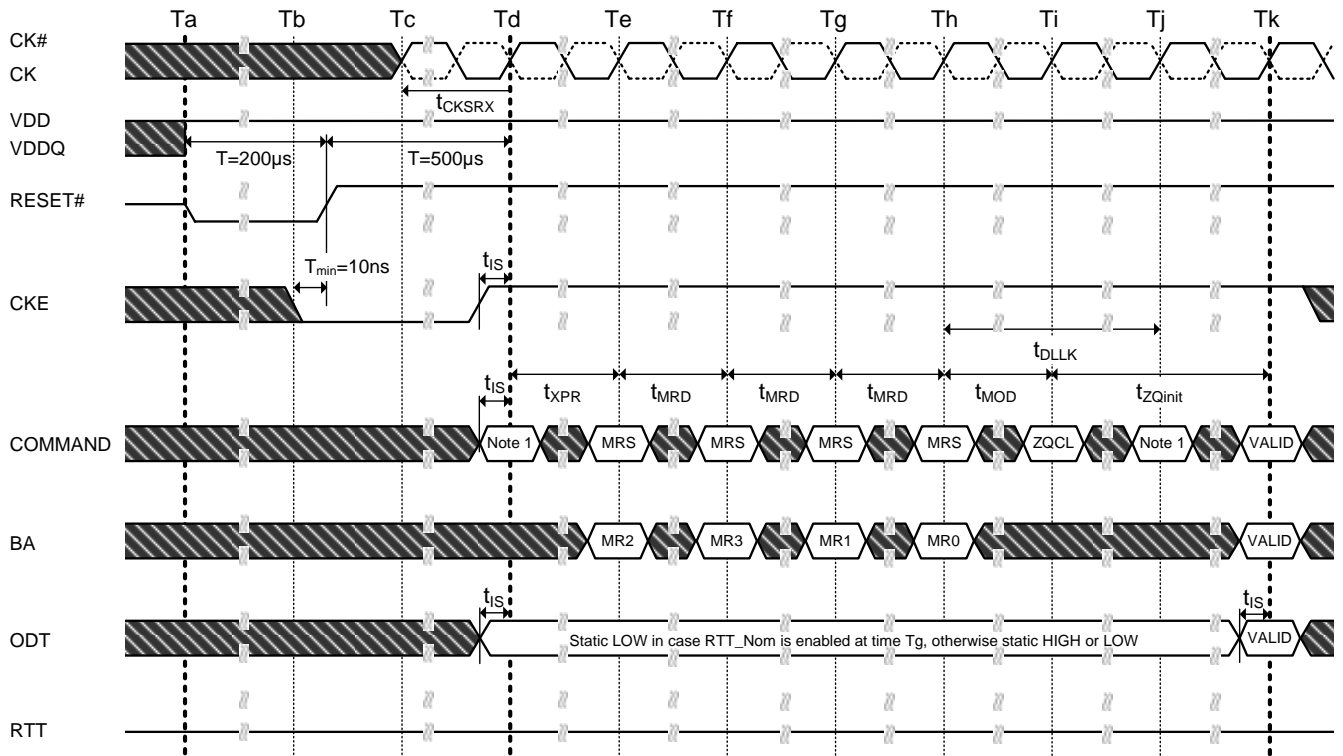 Ta Tb Tc Td Te Tf Tg Th Ti Tj Tk
CK#
CK
tCKSRX
VDD
VDDQ
T=200µs T=500µs
RESET#
Tmin=10ns
tIS
CKE
tDLLK
tIS
tXPR tMRD tMRD tMRD tMOD tZQinit
COMMAND Note 1 MRS MRS MRS MRS ZQCL Note 1 VALID
BA MR2 MR3 MR1 MR0 VALID
tIS tIS
ODT Static LOW in case RTT_Nom is enabled at time Tg, otherwise static HIGH or LOW VALID
RTT